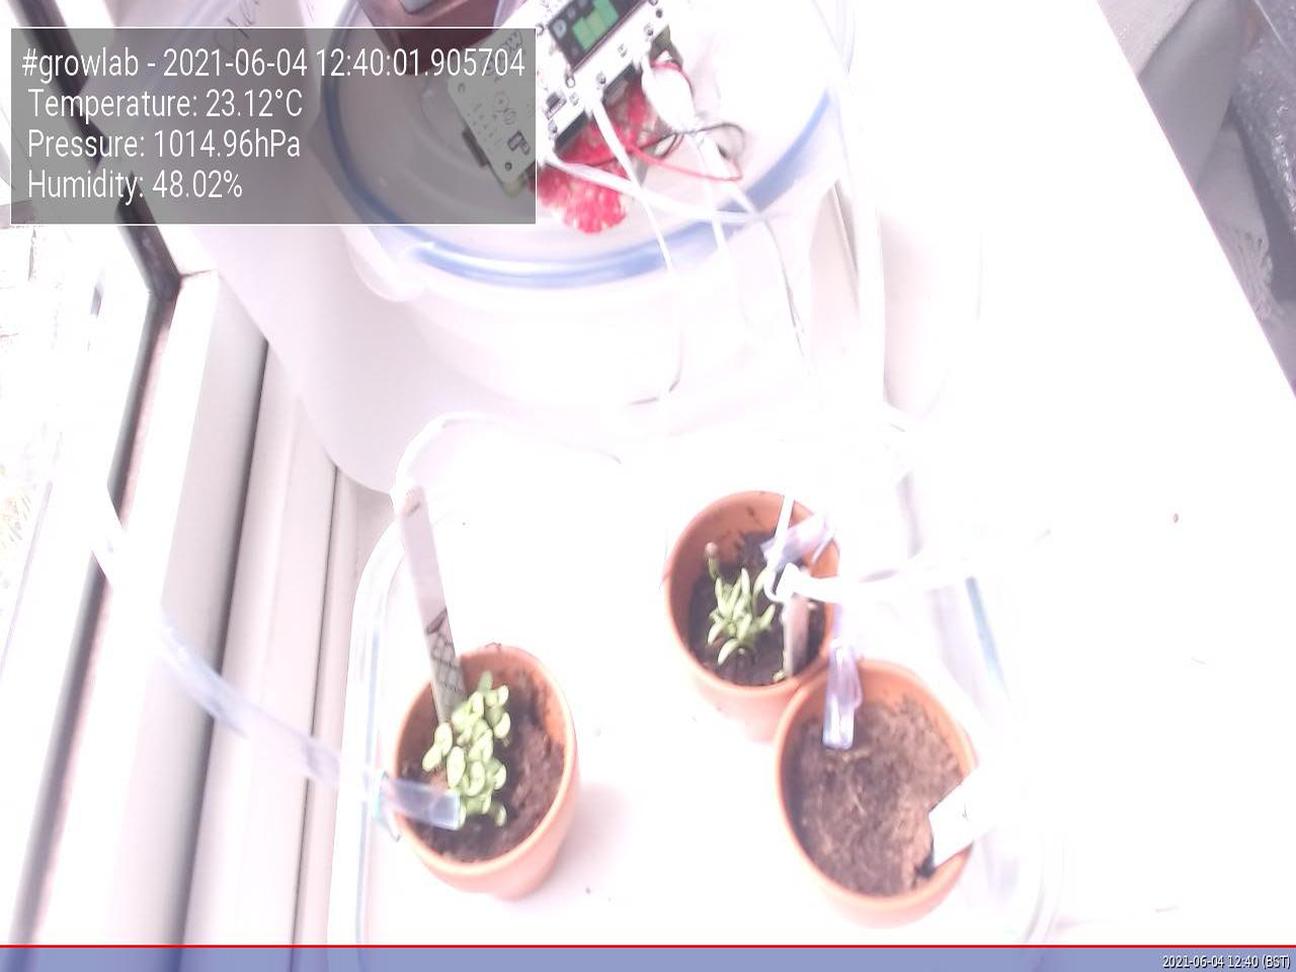 #growlab - 2021-06-04 12:40:01.905704
Temperature: 23.12°C
Pressure: 1014.96hPa
Humidity: 48.02%
2021-06-04 12:40 (BST)